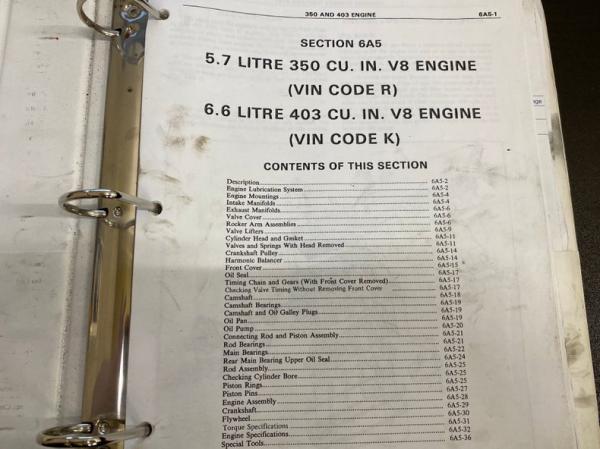 350 AND 403 ENGINE 6A5-1
SECTION 6A5
5.7 LITRE 350 CU. IN. V8 ENGINE
(VIN CODE R)
6.6 LITRE 403 CU. IN. V8 ENGINE
(VIN CODE K)
CONTENTS OF THIS SECTION
Description 6A5-2
Engine Lubrication System 6A5-2
Engine Mountings 6A5-4
Intake Manifolds 6A5-4
Exhaust Manifolds 6A5-6
Valve Cover 6A5-6
Rocker Arm Assemblies 6A5-6
Valve Lifters 6A5-9
Cylinder Head and Gasket 6A5-11
Valves and Springs with Head Removed 6A5-11
Crankshaft Pulley 6A5-14
Harmonic Balancer 6A5-14
Front Cover 6A5-15
Oil Seal 6A5-17
Timing Chain and Gears (With Front Cover Removed) 6A5-17
Checking Valve Timing Without Removing Front Cover 6A5-17
Camshaft 6A5-18
Camshaft Bearings 6A5-19
Camshaft and Oil Galley Plugs 6A5-19
Oil Pan 6A5-19
Oil Pump 6A5-20
Connecting Rod and Piston Assembly 6A5-21
Rod Bearings 6A5-21
Main Bearings 6A5-22
Rear Main Bearing Upper Oil Seal 6A5-24
Rod Assembly 6A5-25
Checking Cylinder Bore 6A5-25
Piston Rings 6A5-25
Piston Pins 6A5-27
Engine Assembly 6A5-28
Crankshaft 6A5-29
Flywheel 6A5-30
Torque Specifications 6A5-31
Engine Specifications 6A5-32
Special Tools 6A5-36